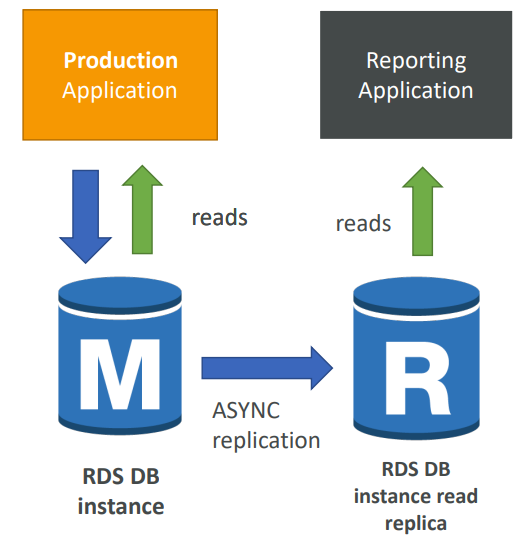 Production
Application
Reporting
Application
reads
reads
M
R
ASYNC
replication
RDS DB
instance
RDS DB
instance read
replica